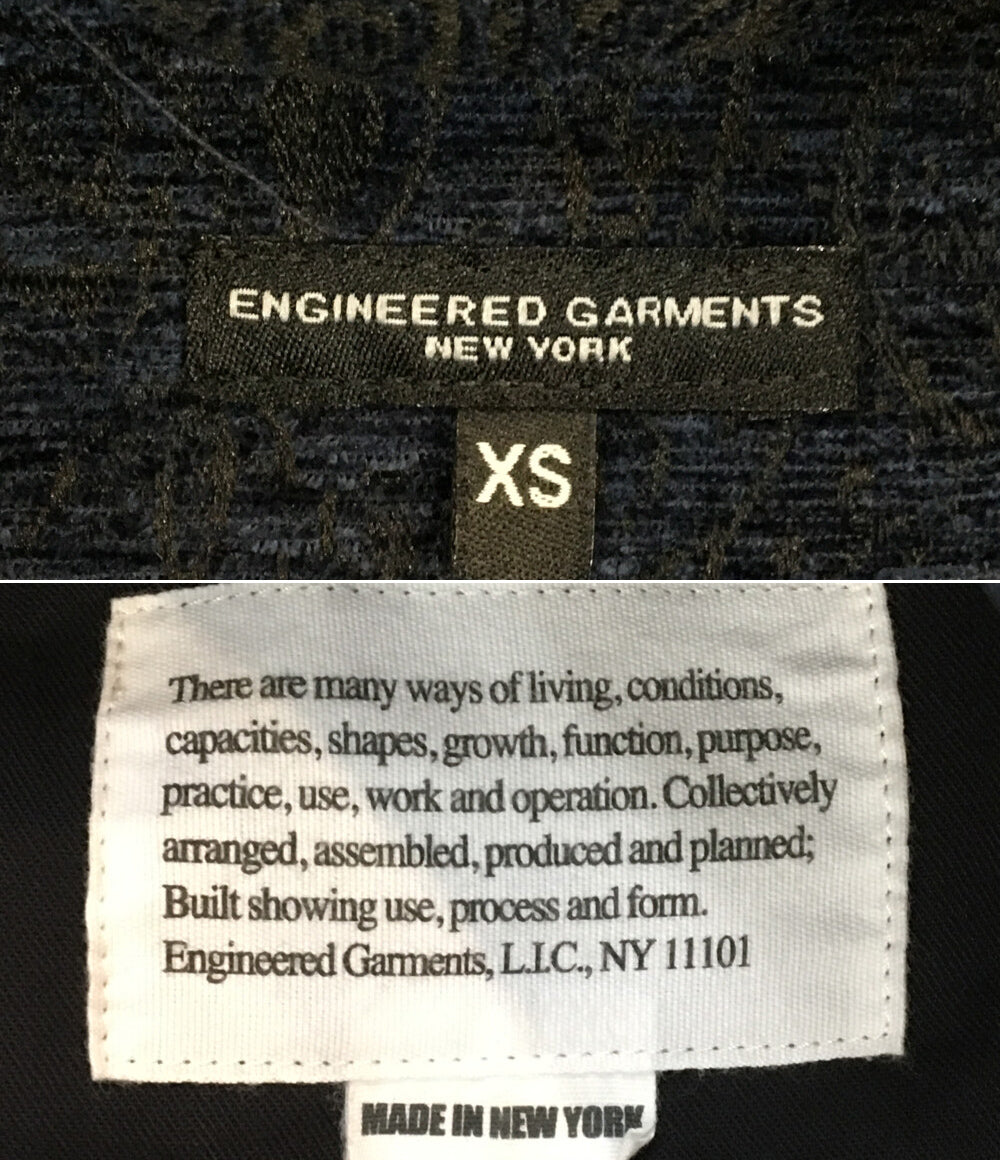 ENGINEERED GARMENTS
NEW YORK
XS
There are many ways of living, conditions,
capacities, shapes, growth, function, purpose,
practice, use, work and operation. Collectively
arranged, assembled, produced and planned;
Built showing use, process and form.
Engineered Garments, L.I.C., NY 11101
MADE IN NEW YORK